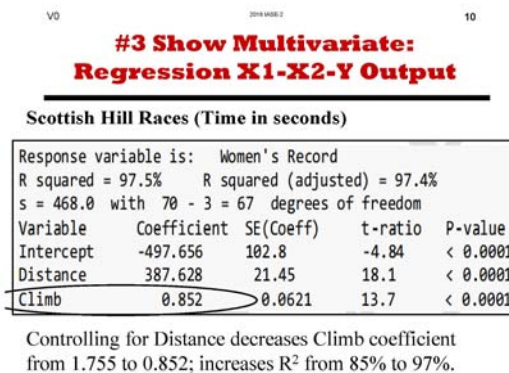 V0 2016 IASE-2 10
#3 Show Multivariate:
Regression X1-X2-Y Output
Scottish Hill Races (Time in seconds)
Response variable is: Women's Record
R squared = 97.5% R squared (adjusted) = 97.4%
s = 468.0 with 70 - 3 = 67 degrees of freedom
Variable Coefficient SE(Coeff) t-ratio P-value
Intercept -497.656 102.8 -4.84 < 0.0001
Distance 387.628 21.45 18.1 < 0.0001
Climb 0.852 0.0621 13.7 < 0.0001
Controlling for Distance decreases Climb coefficient
from 1.755 to 0.852; increases R² from 85% to 97%.